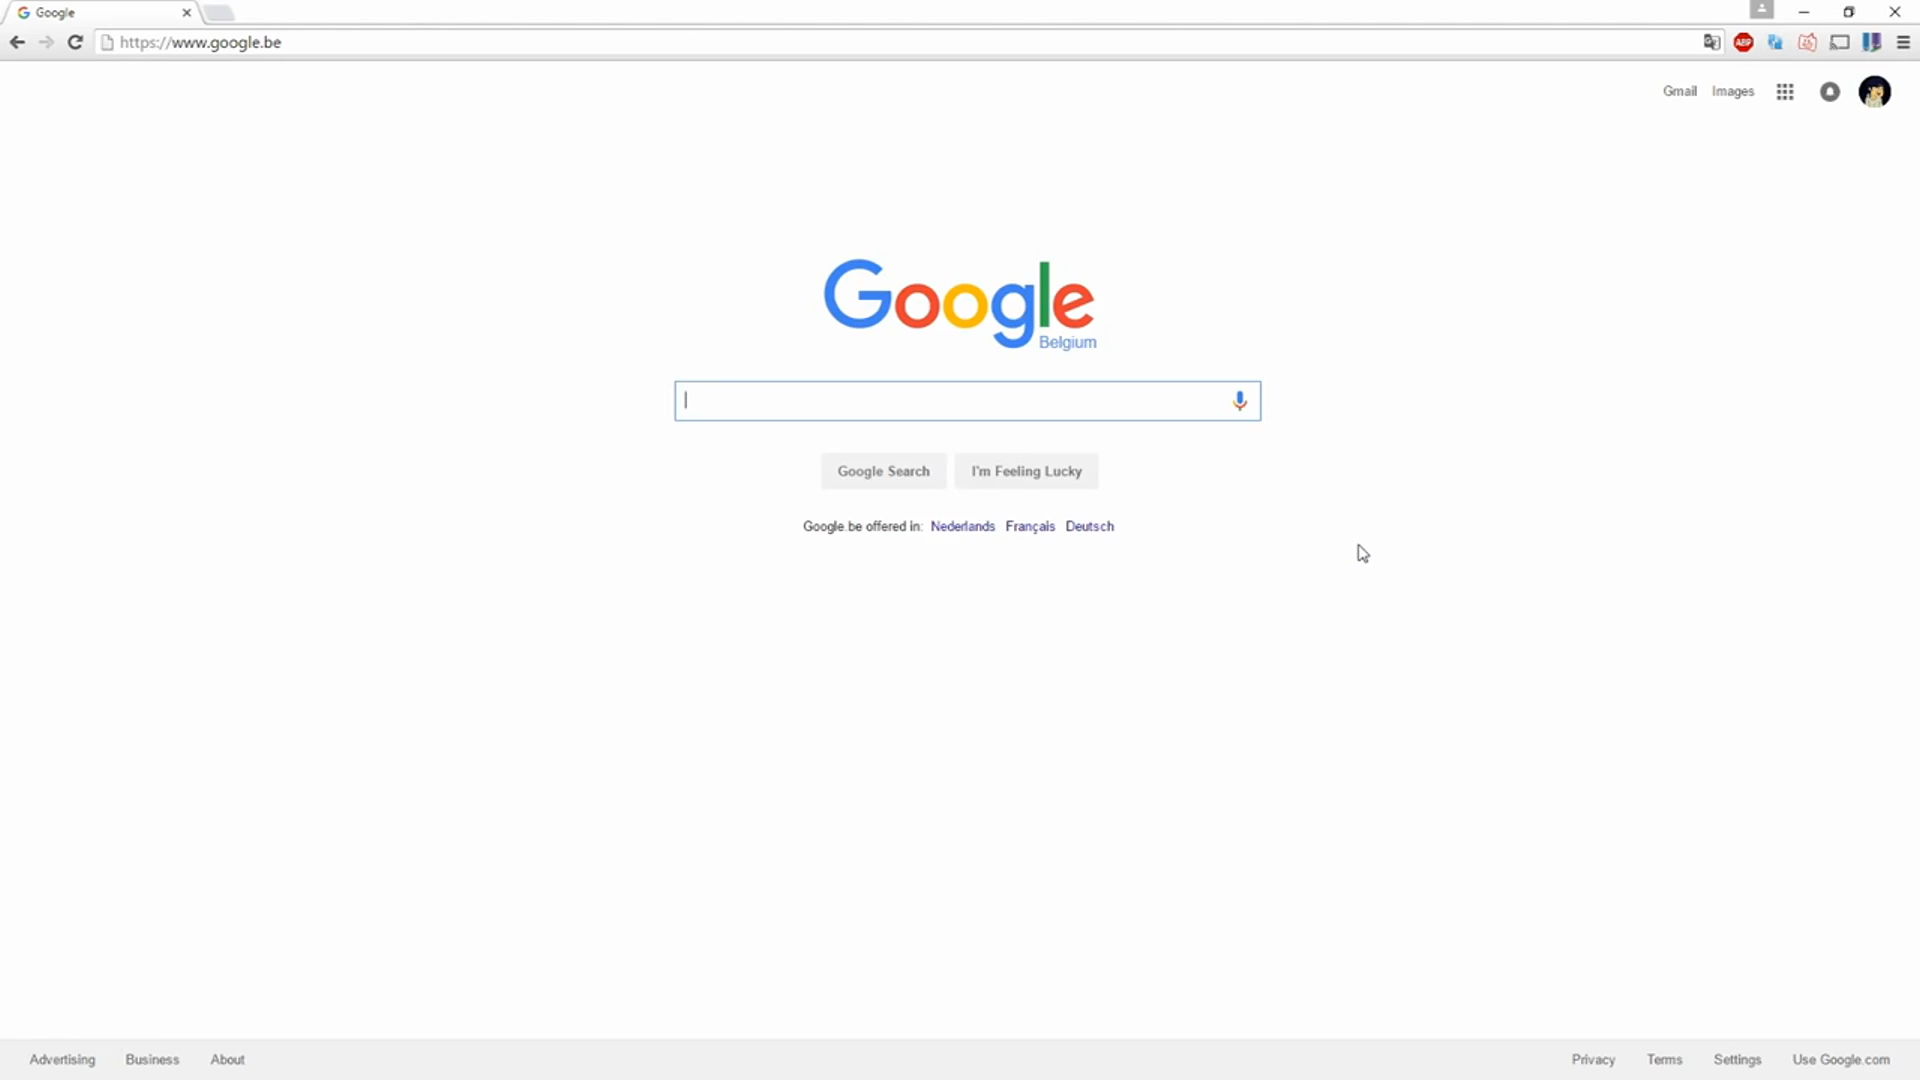 Google
https://www.google.be
ABP
Gmail Images
Google
Belgium
Google Search I'm Feeling Lucky
Google.be offered in: Nederlands Français Deutsch
Advertising Business About Privacy Terms Settings Use Google.com